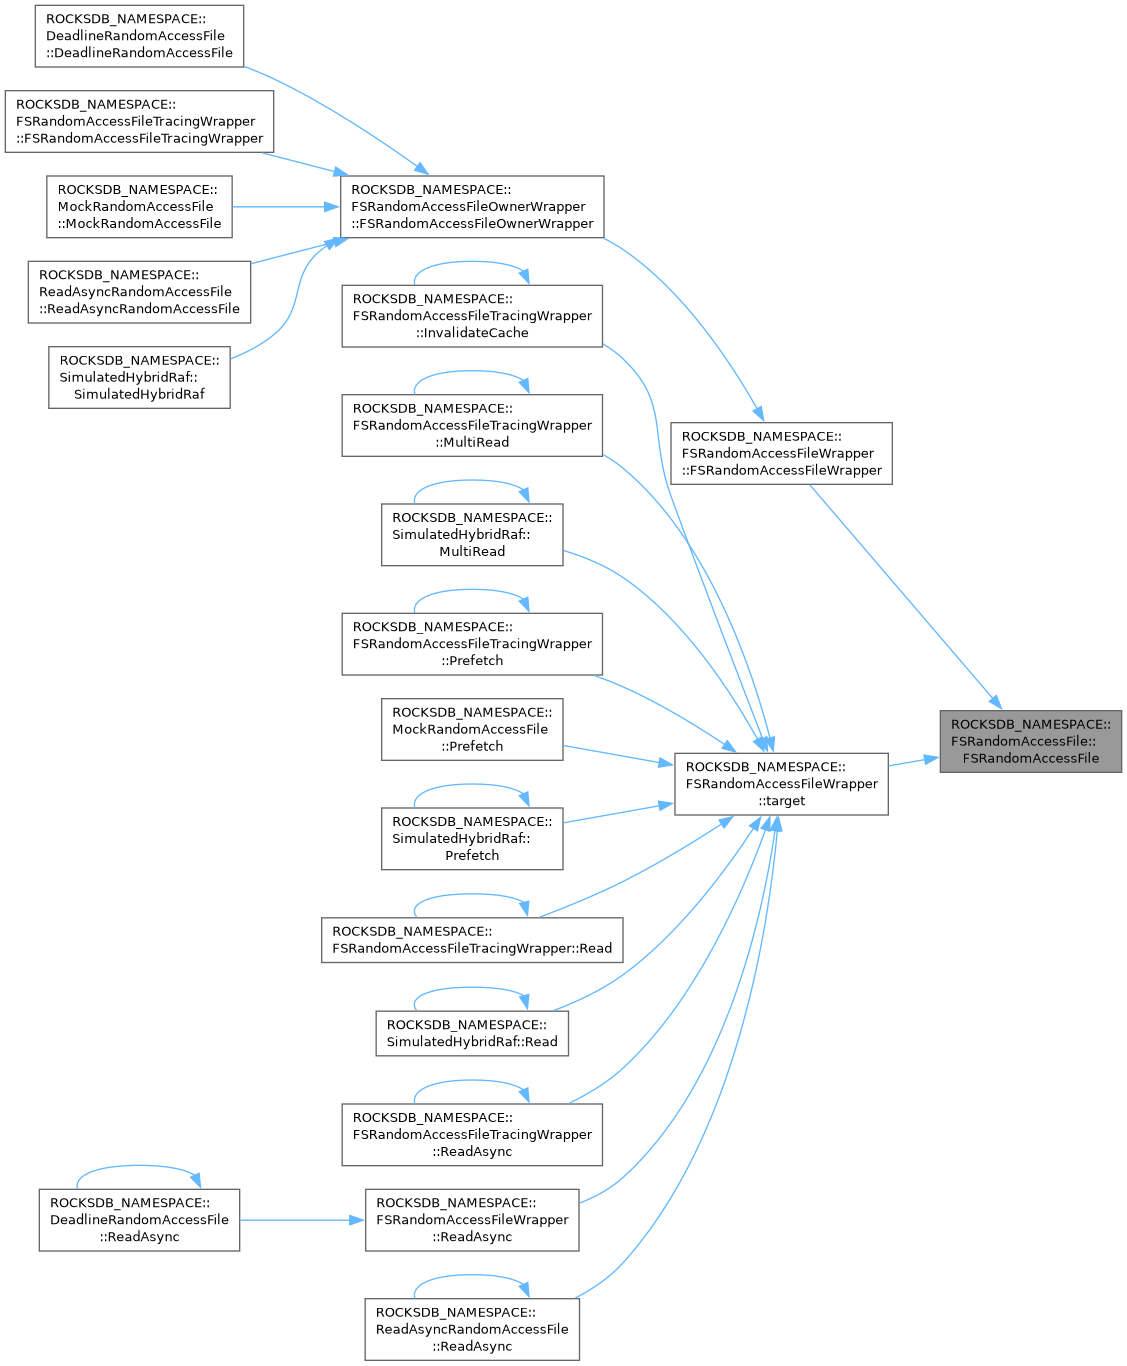 ROCKSDB_NAMESPACE::
DeadlineRandomAccessFile
::DeadlineRandomAccessFile
ROCKSDB_NAMESPACE::
FSRandomAccessFileTracingWrapper
::FSRandomAccessFileTracingWrapper
ROCKSDB_NAMESPACE::
MockRandomAccessFile
::MockRandomAccessFile
ROCKSDB_NAMESPACE::
FSRandomAccessFileOwnerWrapper
::FSRandomAccessFileOwnerWrapper
ROCKSDB_NAMESPACE::
ReadAsyncRandomAccessFile
::ReadAsyncRandomAccessFile
ROCKSDB_NAMESPACE::
SimulatedHybridRaf::
SimulatedHybridRaf
ROCKSDB_NAMESPACE::
FSRandomAccessFileTracingWrapper
::InvalidateCache
ROCKSDB_NAMESPACE::
FSRandomAccessFileTracingWrapper
::MultiRead
ROCKSDB_NAMESPACE::
FSRandomAccessFileWrapper
::FSRandomAccessFileWrapper
ROCKSDB_NAMESPACE::
SimulatedHybridRaf::
MultiRead
ROCKSDB_NAMESPACE::
FSRandomAccessFileTracingWrapper
::Prefetch
ROCKSDB_NAMESPACE::
MockRandomAccessFile
::Prefetch
ROCKSDB_NAMESPACE::
FSRandomAccessFile::
FSRandomAccessFile
ROCKSDB_NAMESPACE::
FSRandomAccessFileWrapper
::target
ROCKSDB_NAMESPACE::
SimulatedHybridRaf::
Prefetch
ROCKSDB_NAMESPACE::
FSRandomAccessFileTracingWrapper::Read
ROCKSDB_NAMESPACE::
SimulatedHybridRaf::Read
ROCKSDB_NAMESPACE::
FSRandomAccessFileTracingWrapper
::ReadAsync
ROCKSDB_NAMESPACE::
DeadlineRandomAccessFile
::ReadAsync
ROCKSDB_NAMESPACE::
FSRandomAccessFileWrapper
::ReadAsync
ROCKSDB_NAMESPACE::
ReadAsyncRandomAccessFile
::ReadAsync